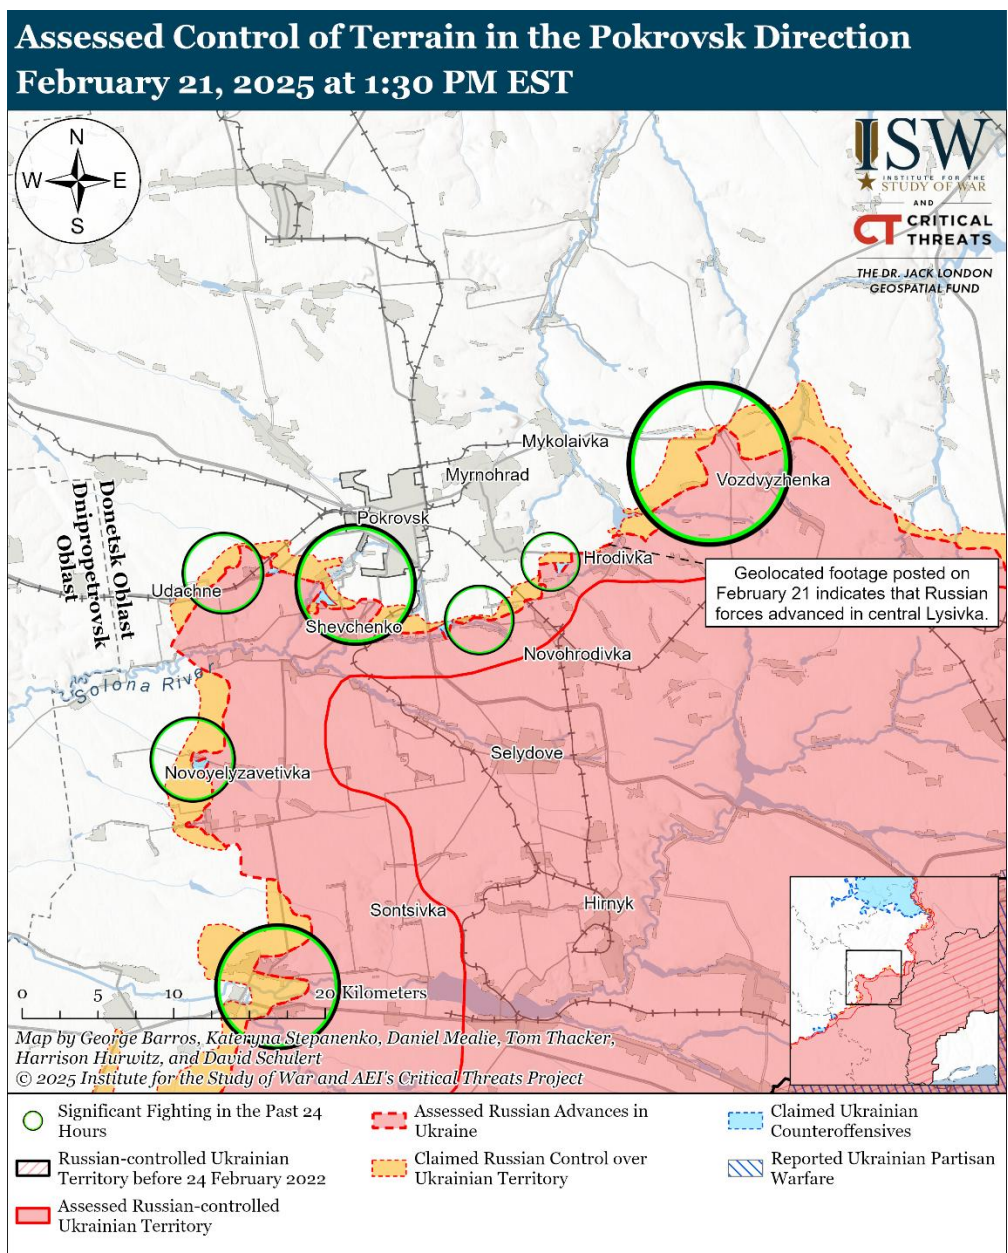 Assessed Control of Terrain in the Pokrovsk Direction
February 21, 2025 at 1:30 PM EST
N
W E
S
ISW
INSTITUTE FOR THE
STUDY OF WAR
AND
CT CRITICAL
THREATS
THE DR. JACK LONDON
GEOSPATIAL FUND
Mykolaivka
Myrnohrad
Vozdvyzhenka
Pokrovsk
Donetsk Oblast
Dnipropetrovsk
Oblast
Hrodivka
Udachne
Geolocated footage posted on
February 21 indicates that Russian
forces advanced in central Lysivka.
Shevchenko
Novohrodivka
Solona River
Selydove
Novoyelyzavetivka
Sontsivka
Hirnyk
0 5 10 20 Kilometers
Map by George Barros, Kateryna Stepanenko, Daniel Mealie, Tom Thacker,
Harrison Hurwitz, and David Schulert
© 2025 Institute for the Study of War and AEI's Critical Threats Project
Significant Fighting in the Past 24
Hours
Russian-controlled Ukrainian
Territory before 24 February 2022
Assessed Russian-controlled
Ukrainian Territory
Assessed Russian Advances in
Ukraine
Claimed Russian Control over
Ukrainian Territory
Claimed Ukrainian
Counteroffensives
Reported Ukrainian Partisan
Warfare